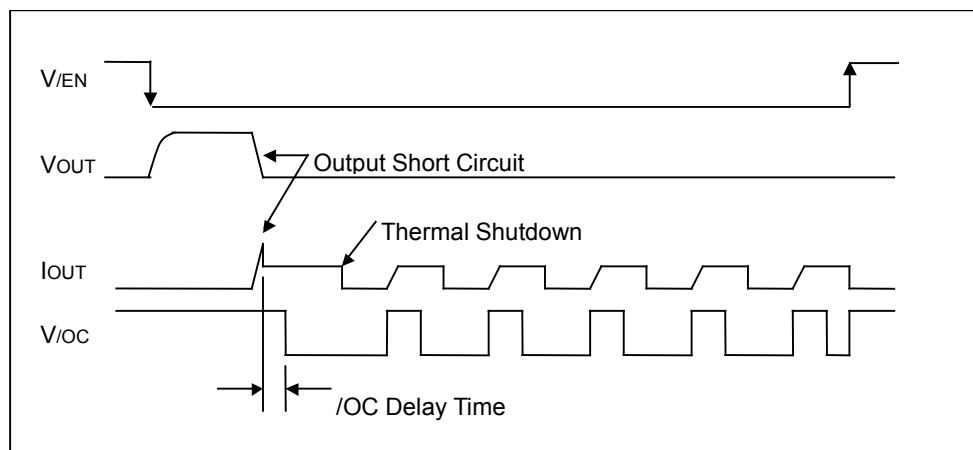 V/EN
VOUT
Output Short Circuit
Thermal Shutdown
IOUT
V/OC
/OC Delay Time